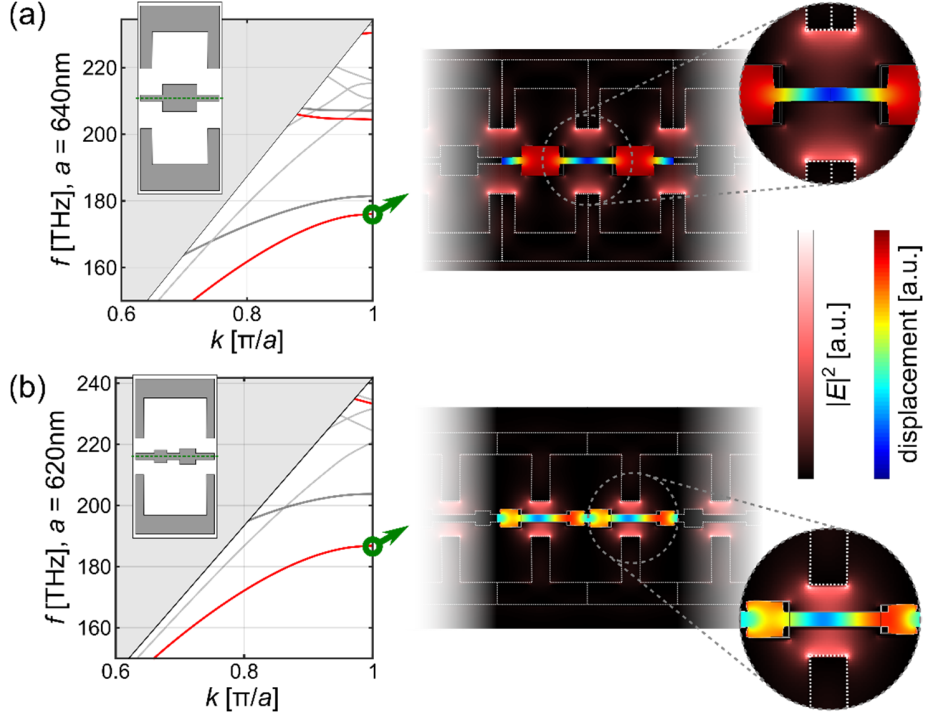 (a)
f [THz], a = 640nm
220
200
180
160
0.6
0.8
1
k [π/a]
(b)
f [THz], a = 620nm
240
220
200
180
160
0.6
0.8
1
k [π/a]
|E|² [a.u.]
displacement [a.u.]